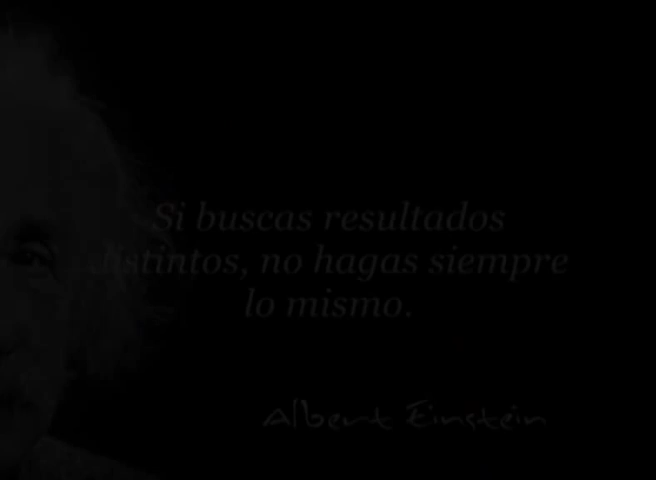 Si buscas resultados
distintos, no hagas siempre
lo mismo.
Albert Einstein